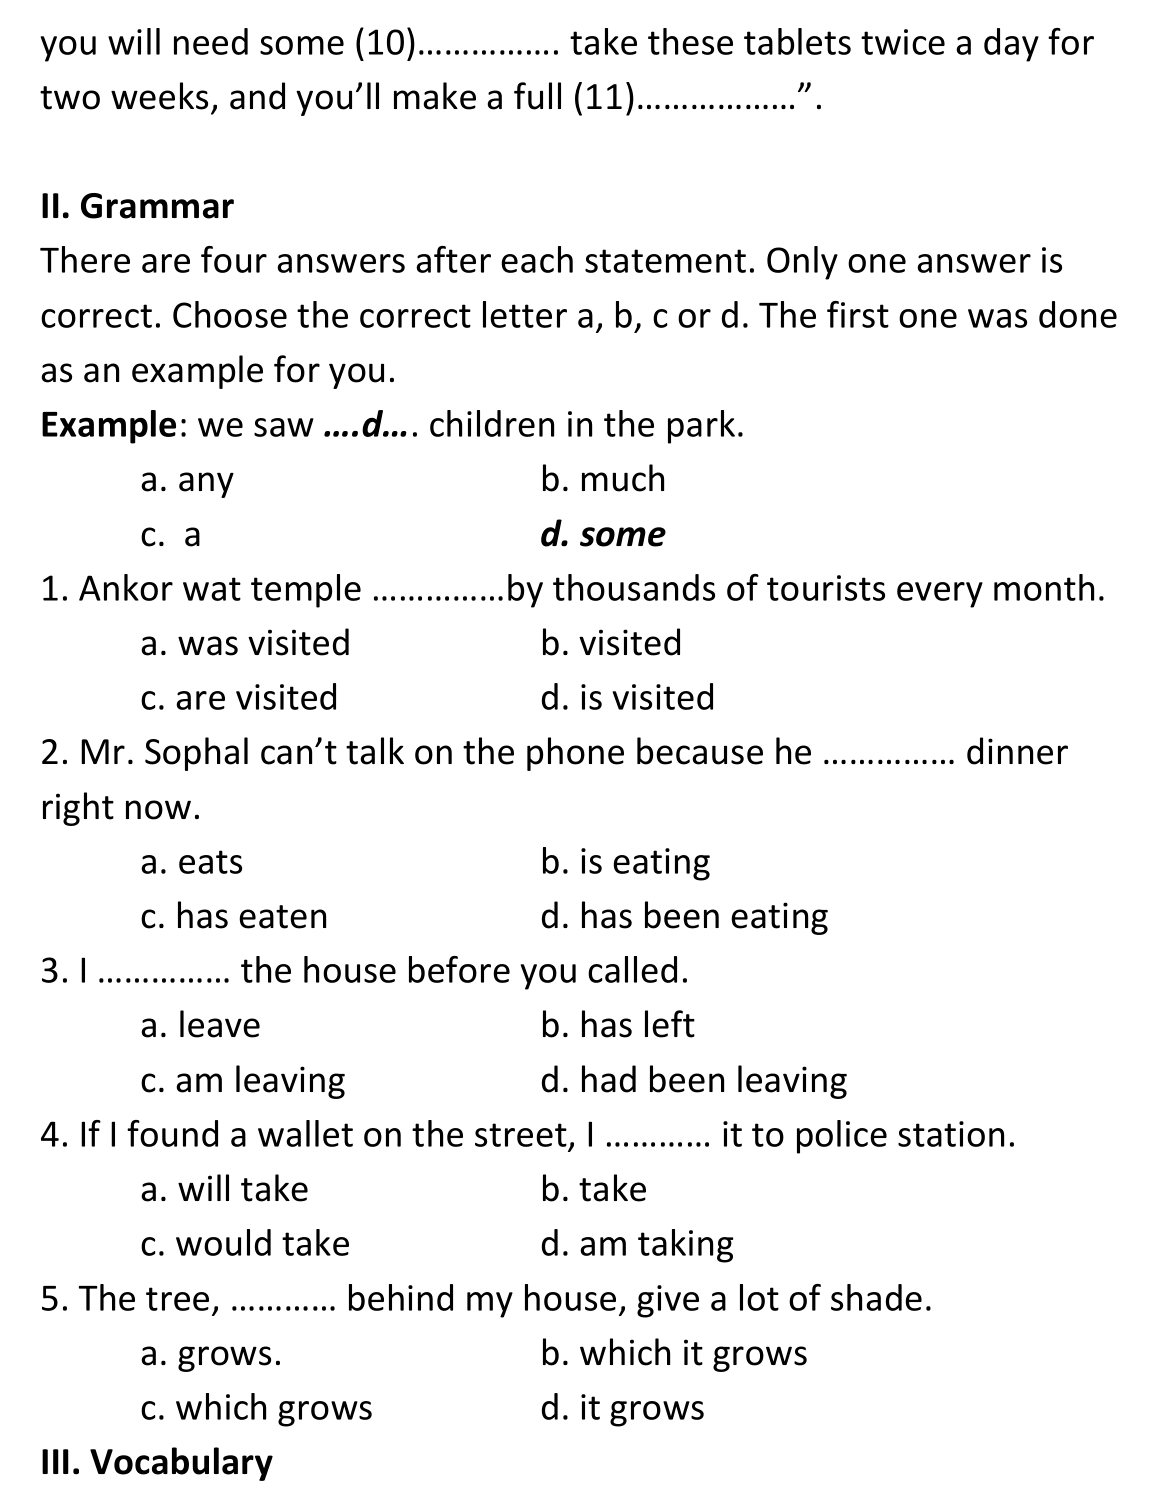 you will need some (10)................ take these tablets twice a day for
two weeks, and you’ll make a full (11)..................”.
II. Grammar
There are four answers after each statement. Only one answer is
correct. Choose the correct letter a, b, c or d. The first one was done
as an example for you.
Example: we saw ....d.... children in the park.
a. any b. much
c. a d. some
1. Ankor wat temple ...............by thousands of tourists every month.
a. was visited b. visited
c. are visited d. is visited
2. Mr. Sophal can’t talk on the phone because he ............... dinner
right now.
a. eats b. is eating
c. has eaten d. has been eating
3. I ............... the house before you called.
a. leave b. has left
c. am leaving d. had been leaving
4. If I found a wallet on the street, I ............ it to police station.
a. will take b. take
c. would take d. am taking
5. The tree, ............ behind my house, give a lot of shade.
a. grows. b. which it grows
c. which grows d. it grows
III. Vocabulary